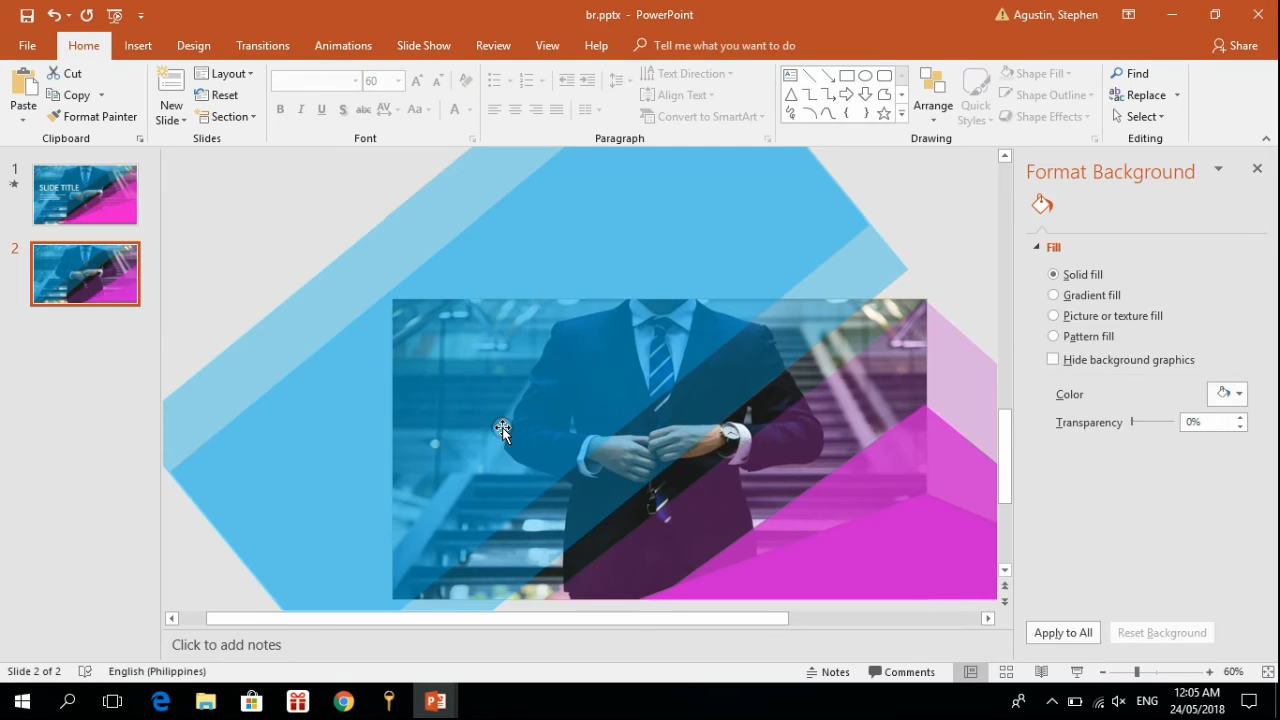 br.pptx - PowerPoint
Agustin, Stephen
File Home Insert Design Transitions Animations Slide Show Review View Help Tell me what you want to do Share
Paste
Cut
Copy
Format Painter
Clipboard
New
Slide
Layout
Reset
Section
Slides
60
B I U S abc AV Aa A
Font
Text Direction
Align Text
Convert to SmartArt
Paragraph
Arrange
Quick
Styles
Shape Fill
Shape Outline
Shape Effects
Drawing
Find
Replace
Select
Editing
1
SLIDE TITLE
2
Format Background
Fill
Solid fill
Gradient fill
Picture or texture fill
Pattern fill
Hide background graphics
Color
Transparency 0%
Apply to All Reset Background
Click to add notes
Slide 2 of 2 English (Philippines) Notes Comments 60%
ENG
12:05 AM
24/05/2018